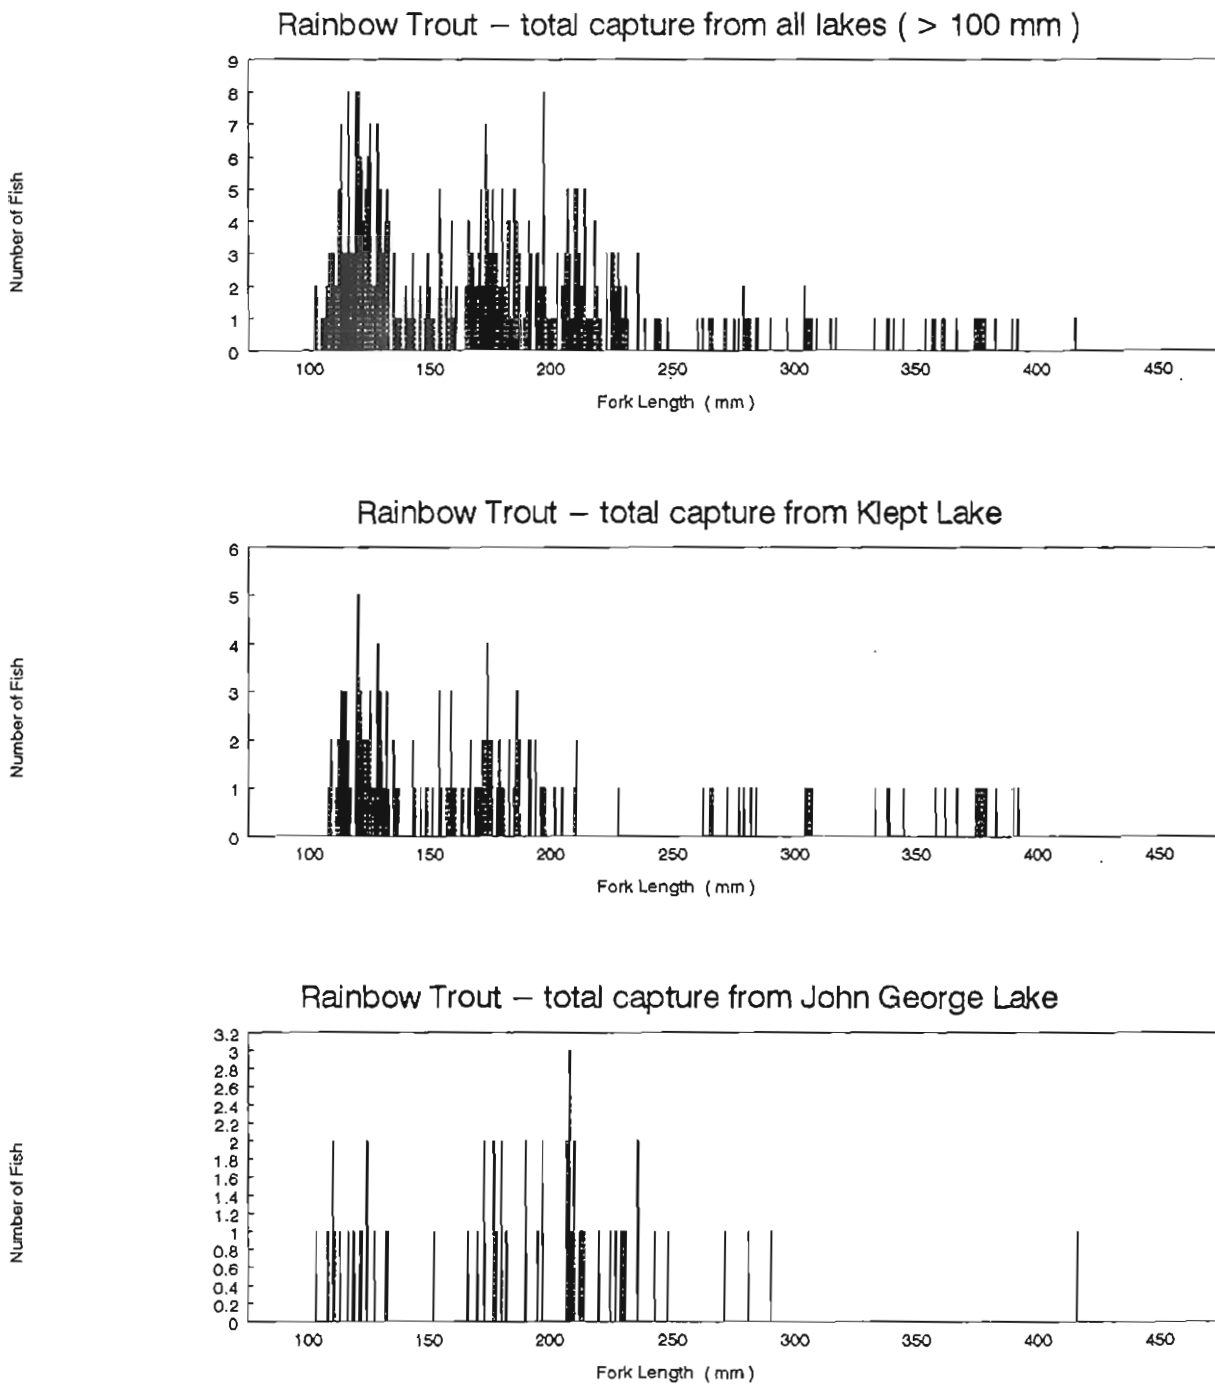 Rainbow Trout – total capture from all lakes ( > 100 mm )
9
8
7
6
5
4
3
2
1
0
Number of Fish
100 150 200 250 300 350 400 450
Fork Length ( mm )
Rainbow Trout – total capture from Klept Lake
6
5
4
3
2
1
0
Number of Fish
100 150 200 250 300 350 400 450
Fork Length ( mm )
Rainbow Trout – total capture from John George Lake
3.2
3
2.8
2.6
2.4
2.2
2
1.8
1.6
1.4
1.2
1
0.8
0.6
0.4
0.2
0
Number of Fish
100 150 200 250 300 350 400 450
Fork Length ( mm )